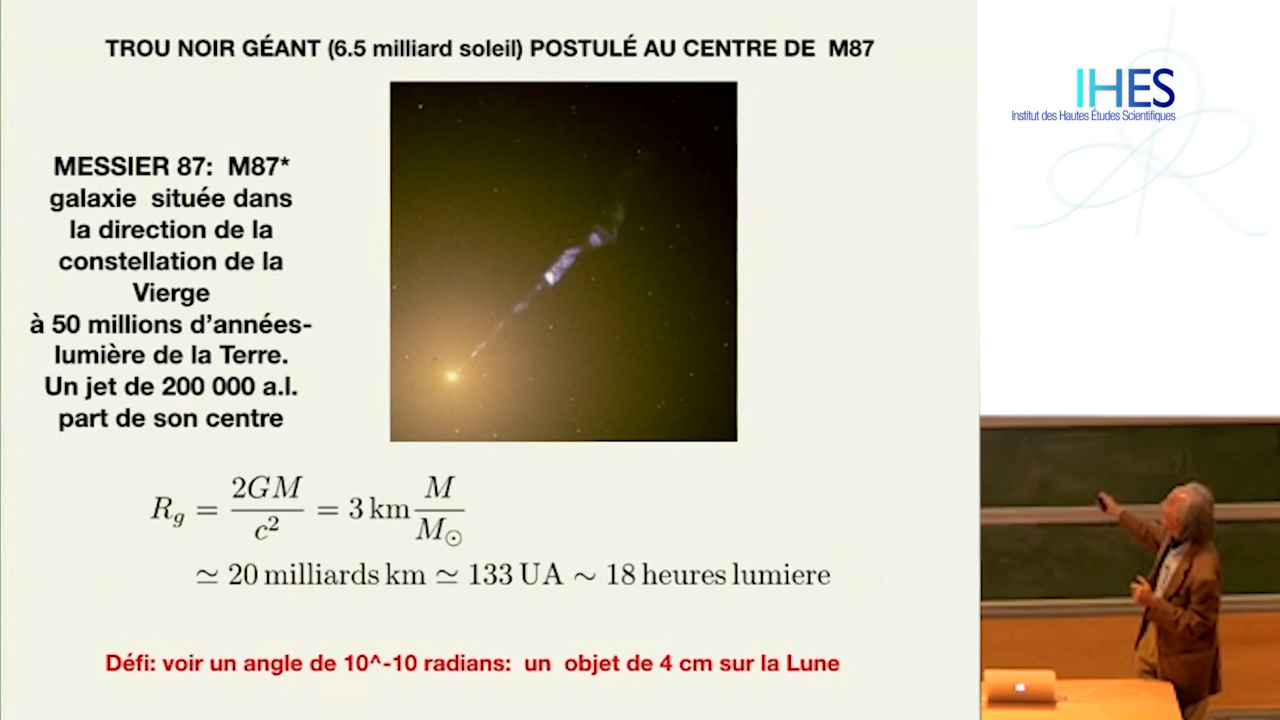 TROU NOIR GÉANT (6.5 milliard soleil) POSTULÉ AU CENTRE DE M87
IHES
Institut des Hautes Études Scientifiques
MESSIER 87: M87*
galaxie située dans
la direction de la
constellation de la
Vierge
à 50 millions d’années-
lumière de la Terre.
Un jet de 200 000 a.l.
part de son centre
R_g = 2GM/c² = 3 km M/M_☉
≃ 20 milliards km ≃ 133 UA ∼ 18 heures lumiere
Défi: voir un angle de 10^-10 radians: un objet de 4 cm sur la Lune